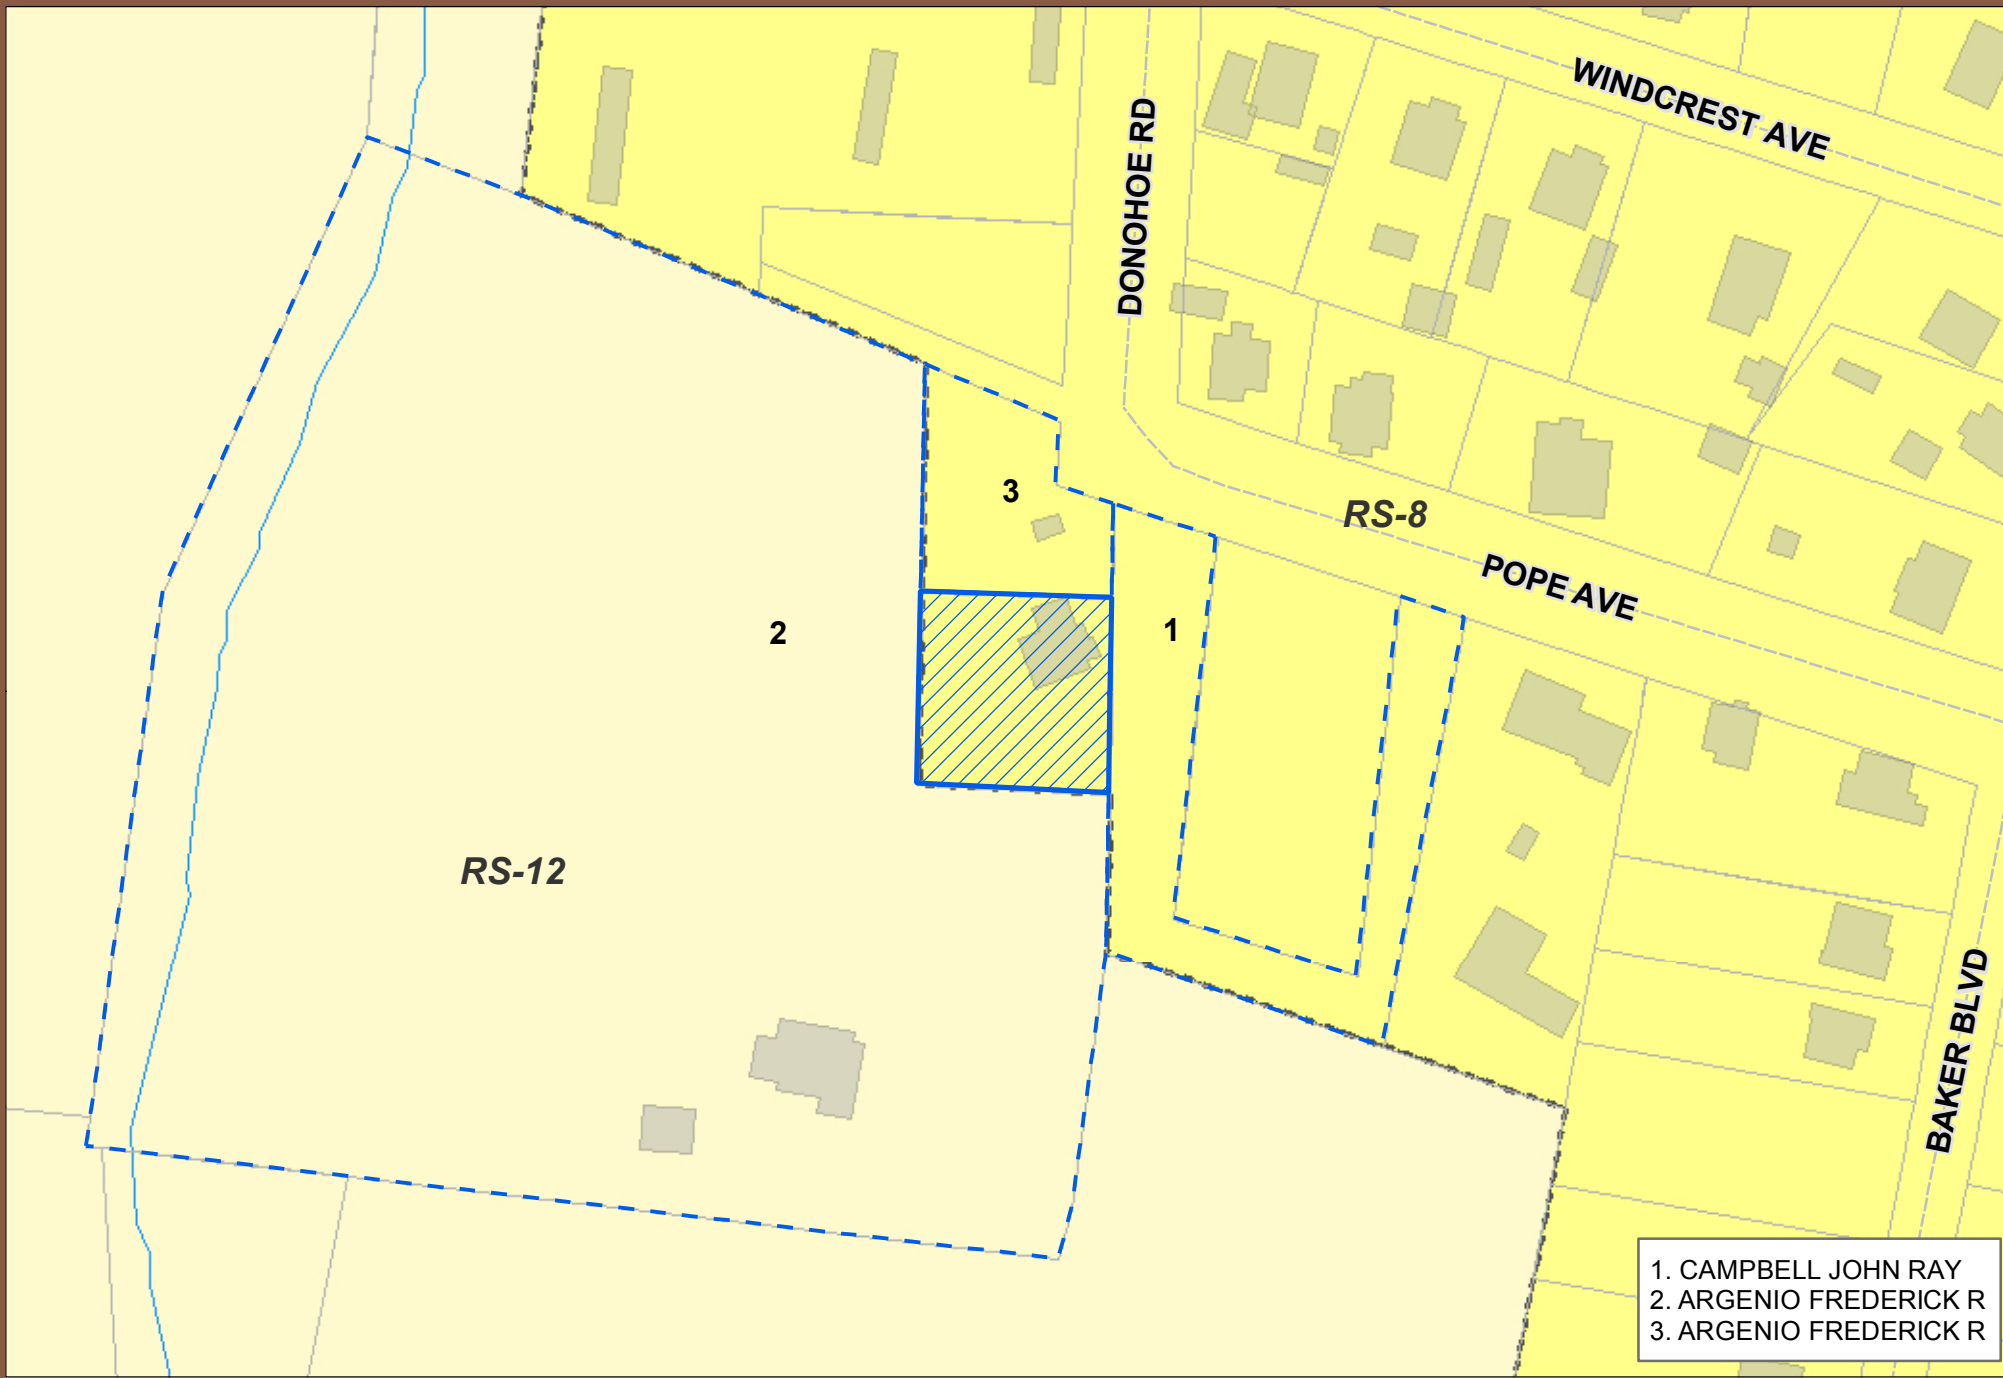 WINDCREST AVE
DONOHOE RD
3
RS-8
POPE AVE
2
1
RS-12
BAKER BLVD
1. CAMPBELL JOHN RAY
2. ARGENIO FREDERICK R
3. ARGENIO FREDERICK R